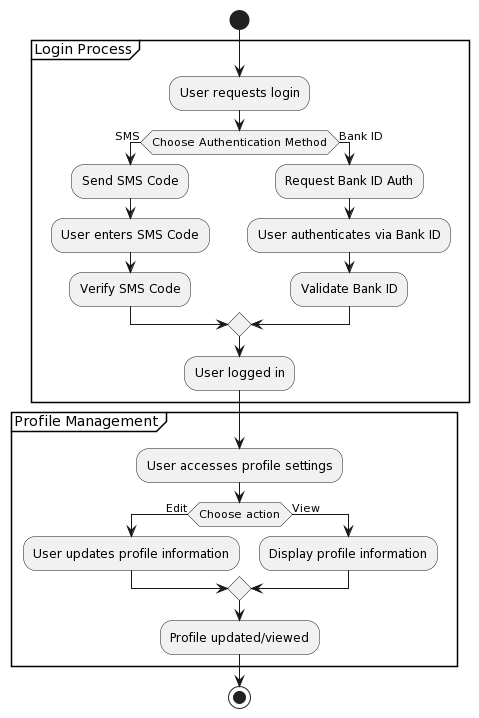 Login Process
User requests login
SMS
Choose Authentication Method
Bank ID
Send SMS Code
Request Bank ID Auth
User enters SMS Code
User authenticates via Bank ID
Verify SMS Code
Validate Bank ID
User logged in
Profile Management
User accesses profile settings
Edit
Choose action
View
User updates profile information
Display profile information
Profile updated/viewed